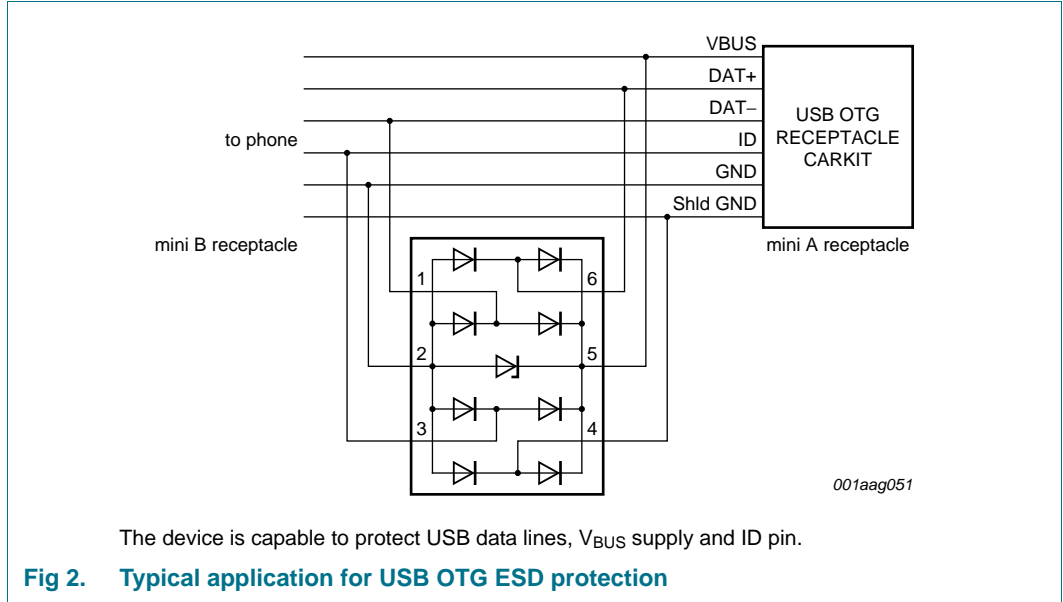 VBUS
DAT+
DAT−
to phone
ID
GND
Shld GND
USB OTG
RECEPTACLE
CARKIT
mini B receptacle
mini A receptacle
1
6
2
5
3
4
001aag051
The device is capable to protect USB data lines, VBUS supply and ID pin.
Fig 2. Typical application for USB OTG ESD protection